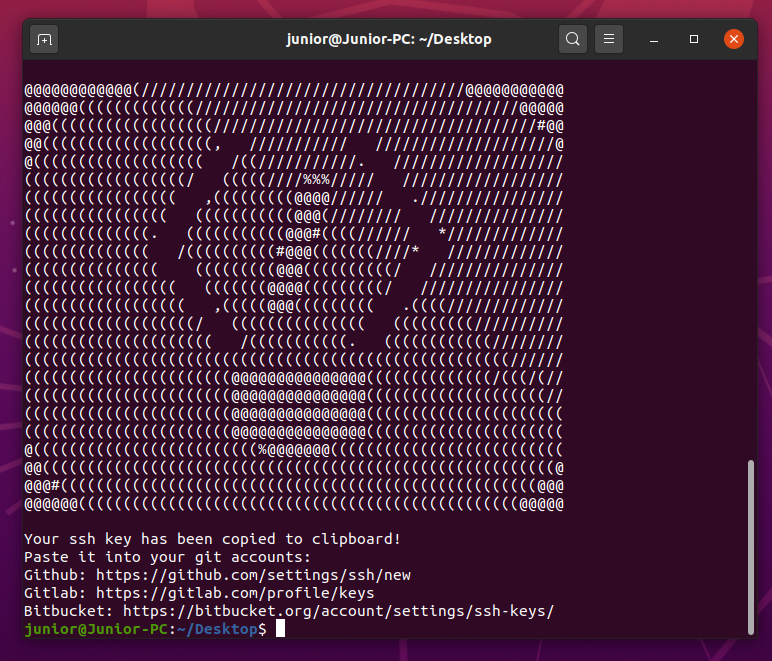 junior@Junior-PC: ~/Desktop
@@@@@@@@@@@@(////////////////////////////////////@@@@@@@@@@@
@@@@@@(((((((((((((////////////////////////////////////@@@@@
@@@((((((((((((((((((////////////////////////////////////#@@
@@(((((((((((((((((((,   ///////////   ////////////////////@
@(((((((((((((((((((   /((///////////.   ///////////////////
((((((((((((((((((/   (((((////%%%/////   //////////////////
(((((((((((((((((   ,(((((((((@@@@//////   .////////////////
((((((((((((((((   (((((((((((@@@(////////   ///////////////
((((((((((((((.   (((((((((((@@@#((((//////   */////////////
((((((((((((((   /((((((((((#@@@(((((((////*   /////////////
(((((((((((((((    (((((((((@@@((((((((((/   ///////////////
(((((((((((((((((   (((((((@@@@(((((((((/   ////////////////
((((((((((((((((((   ,(((((@@@(((((((((   .((((/////////////
(((((((((((((((((((/   (((((((((((((((   (((((((((//////////
(((((((((((((((((((((   /(((((((((((.   ((((((((((((////////
((((((((((((((((((((((((((((((((((((((((((((((((((((((//////
(((((((((((((((((((((((@@@@@@@@@@@@@@@((((((((((((((/(((/(//
(((((((((((((((((((((((@@@@@@@@@@@@@@@((((((((((((((((((((//
(((((((((((((((((((((((@@@@@@@@@@@@@@@((((((((((((((((((((((
(((((((((((((((((((((((@@@@@@@@@@@@@@@((((((((((((((((((((((
@(((((((((((((((((((((((((%@@@@@@@((((((((((((((((((((((((((
@@(((((((((((((((((((((((((((((((((((((((((((((((((((((((((@
@@@#(((((((((((((((((((((((((((((((((((((((((((((((((((((@@@
@@@@@@(((((((((((((((((((((((((((((((((((((((((((((((((@@@@@
Your ssh key has been copied to clipboard!
Paste it into your git accounts:
Github: https://github.com/settings/ssh/new
Gitlab: https://gitlab.com/profile/keys
Bitbucket: https://bitbucket.org/account/settings/ssh-keys/
junior@Junior-PC:~/Desktop$